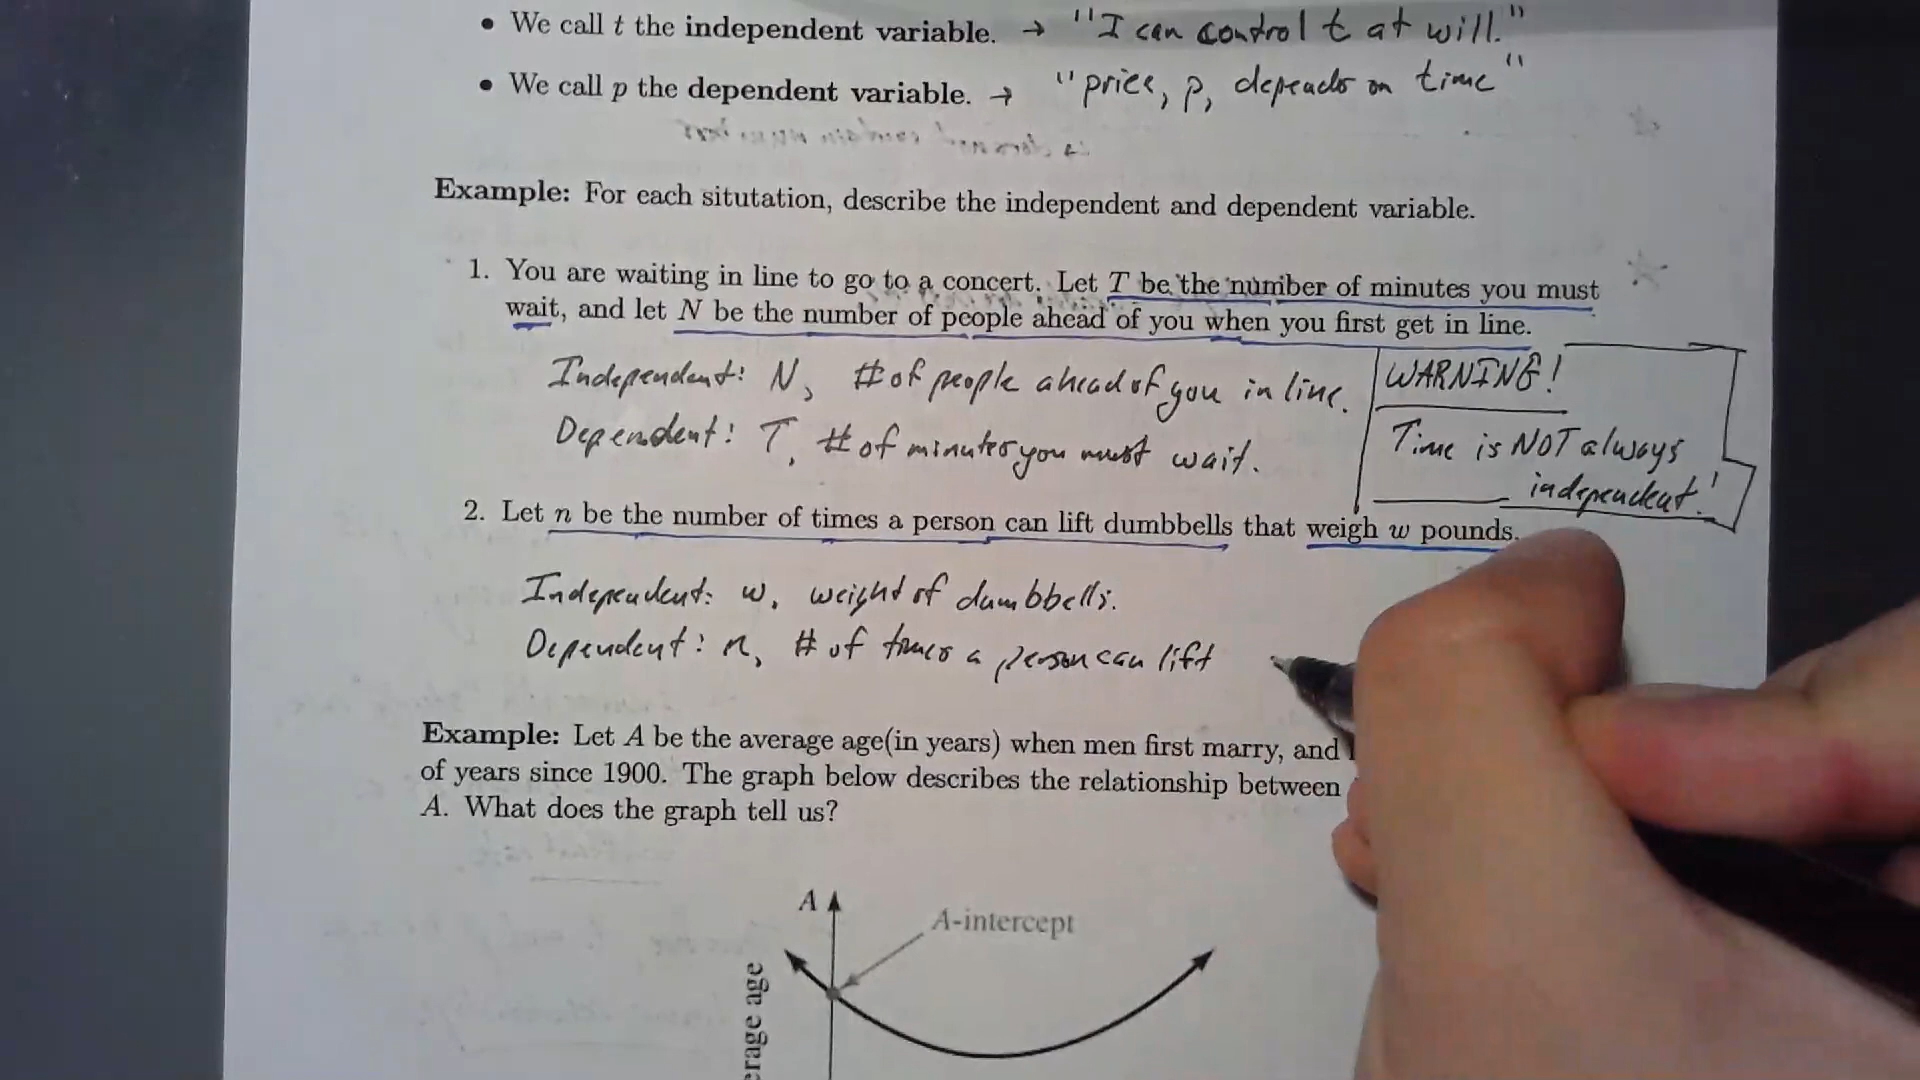 • We call t the independent variable. → "I can control t at will."
• We call p the dependent variable. → "price, p, depends on time"
Example: For each situtation, describe the independent and dependent variable.
1. You are waiting in line to go to a concert. Let T be the number of minutes you must
wait, and let N be the number of people ahead of you when you first get in line.
Independent: N, # of people ahead of you in line.
Dependent: T, # of minutes you must wait.
WARNING!
Time is NOT always
independent!
2. Let n be the number of times a person can lift dumbbells that weigh w pounds.
Independent: w, weight of dumbbells.
Dependent: n, # of times a person can lift
Example: Let A be the average age(in years) when men first marry, and
of years since 1900. The graph below describes the relationship between
A. What does the graph tell us?
A
A-intercept
age